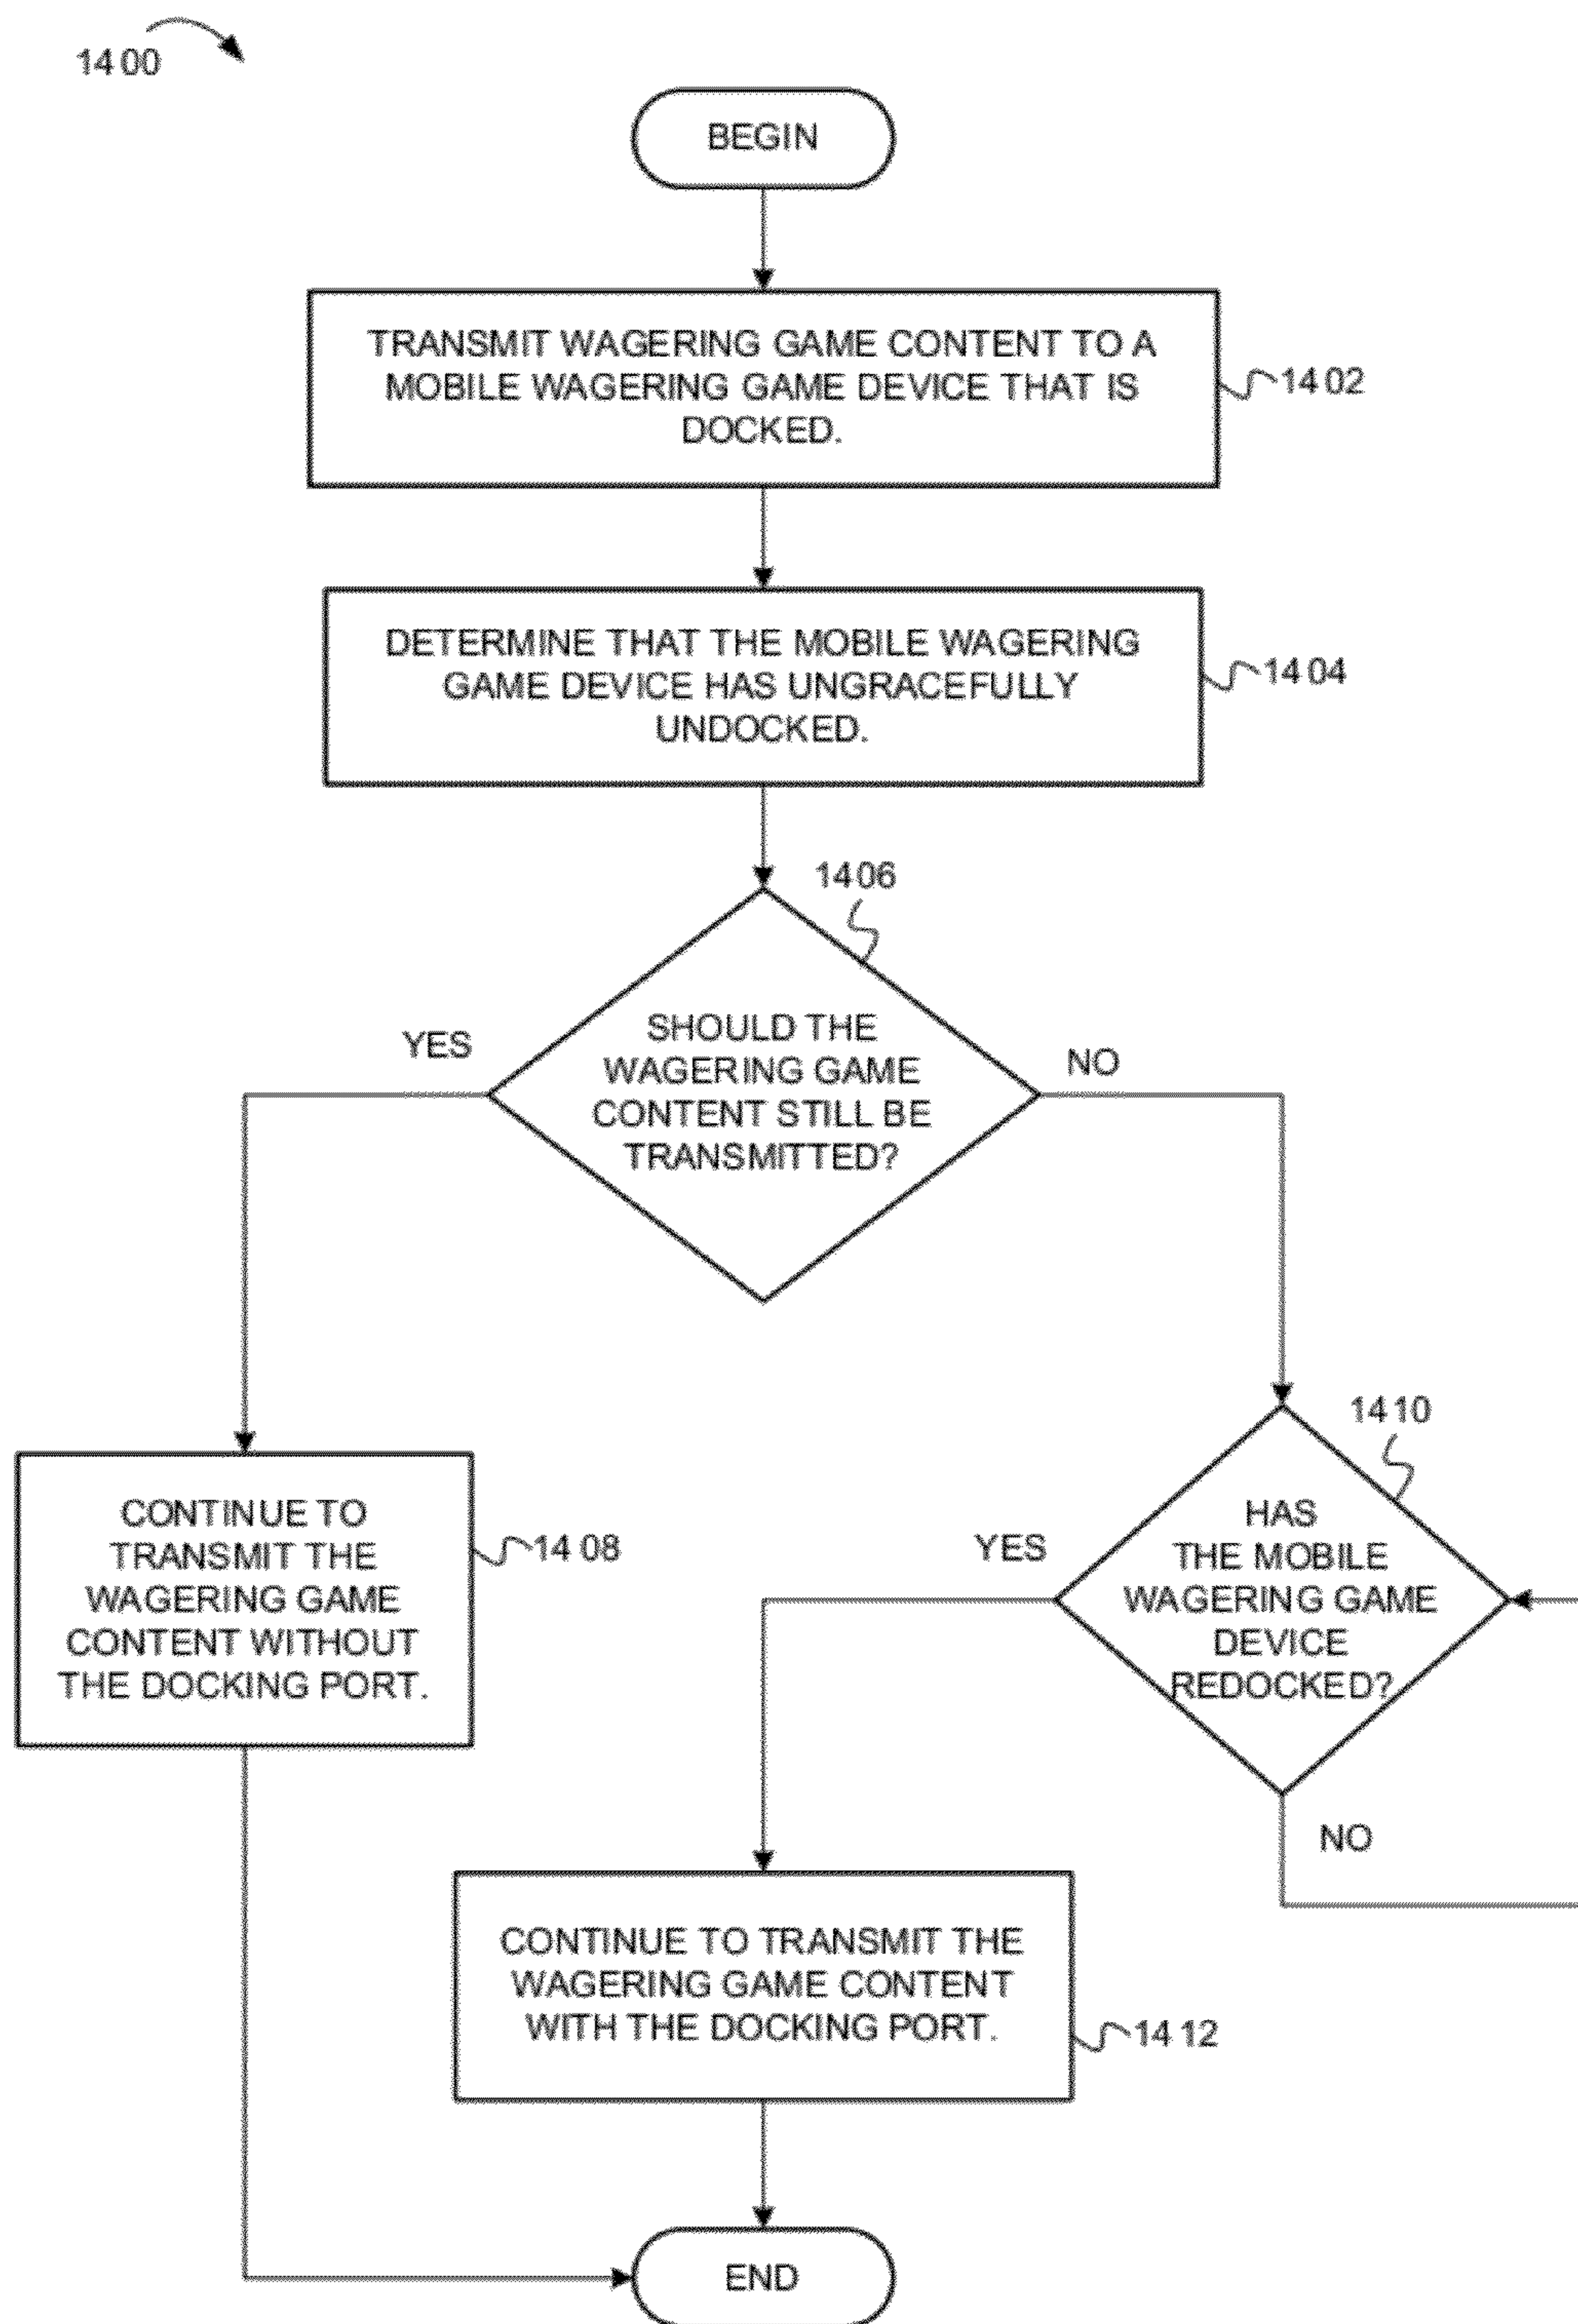 1400
BEGIN
TRANSMIT WAGERING GAME CONTENT TO A
MOBILE WAGERING GAME DEVICE THAT IS
DOCKED.
1402
DETERMINE THAT THE MOBILE WAGERING
GAME DEVICE HAS UNGRACEFULLY
UNDOCKED.
1404
1406
SHOULD THE
WAGERING GAME
CONTENT STILL BE
TRANSMITTED?
YES
NO
CONTINUE TO
TRANSMIT THE
WAGERING GAME
CONTENT WITHOUT
THE DOCKING PORT.
1408
1410
HAS
THE MOBILE
WAGERING GAME
DEVICE
REDOCKED?
YES
NO
CONTINUE TO TRANSMIT THE
WAGERING GAME CONTENT
WITH THE DOCKING PORT.
1412
END